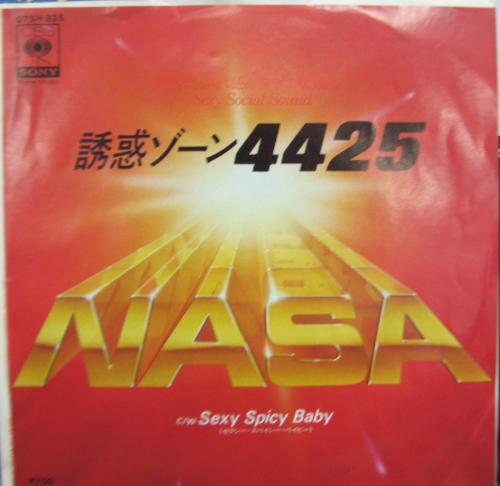 07SH 825
CBS
SONY
Sexy Social Sound
誘惑ゾーン4425
NASA
c/w Sexy Spicy Baby
(セクシー・スパイシー・ベイビー)
¥700